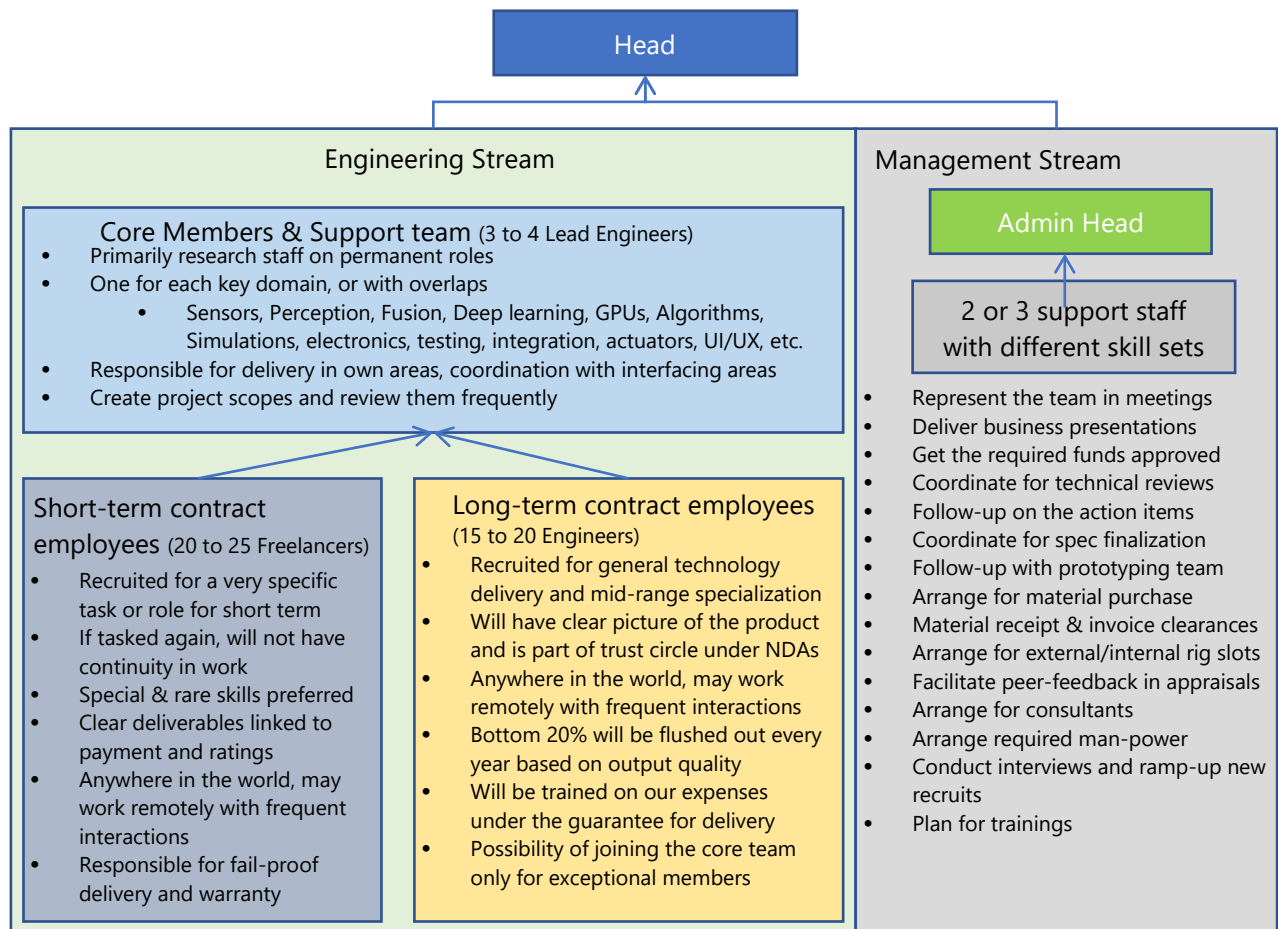 Head
Engineering Stream
Core Members & Support team (3 to 4 Lead Engineers)
• Primarily research staff on permanent roles
• One for each key domain, or with overlaps
• Sensors, Perception, Fusion, Deep learning, GPUs, Algorithms,
Simulations, electronics, testing, integration, actuators, UI/UX, etc.
• Responsible for delivery in own areas, coordination with interfacing areas
• Create project scopes and review them frequently
Short-term contract
employees (20 to 25 Freelancers)
• Recruited for a very specific
task or role for short term
• If tasked again, will not have
continuity in work
• Special & rare skills preferred
• Clear deliverables linked to
payment and ratings
• Anywhere in the world, may
work remotely with frequent
interactions
• Responsible for fail-proof
delivery and warranty
Long-term contract employees
(15 to 20 Engineers)
• Recruited for general technology
delivery and mid-range specialization
• Will have clear picture of the product
and is part of trust circle under NDAs
• Anywhere in the world, may work
remotely with frequent interactions
• Bottom 20% will be flushed out every
year based on output quality
• Will be trained on our expenses
under the guarantee for delivery
• Possibility of joining the core team
only for exceptional members
Management Stream
Admin Head
2 or 3 support staff
with different skill sets
• Represent the team in meetings
• Deliver business presentations
• Get the required funds approved
• Coordinate for technical reviews
• Follow-up on the action items
• Coordinate for spec finalization
• Follow-up with prototyping team
• Arrange for material purchase
• Material receipt & invoice clearances
• Arrange for external/internal rig slots
• Facilitate peer-feedback in appraisals
• Arrange for consultants
• Arrange required man-power
• Conduct interviews and ramp-up new
recruits
• Plan for trainings